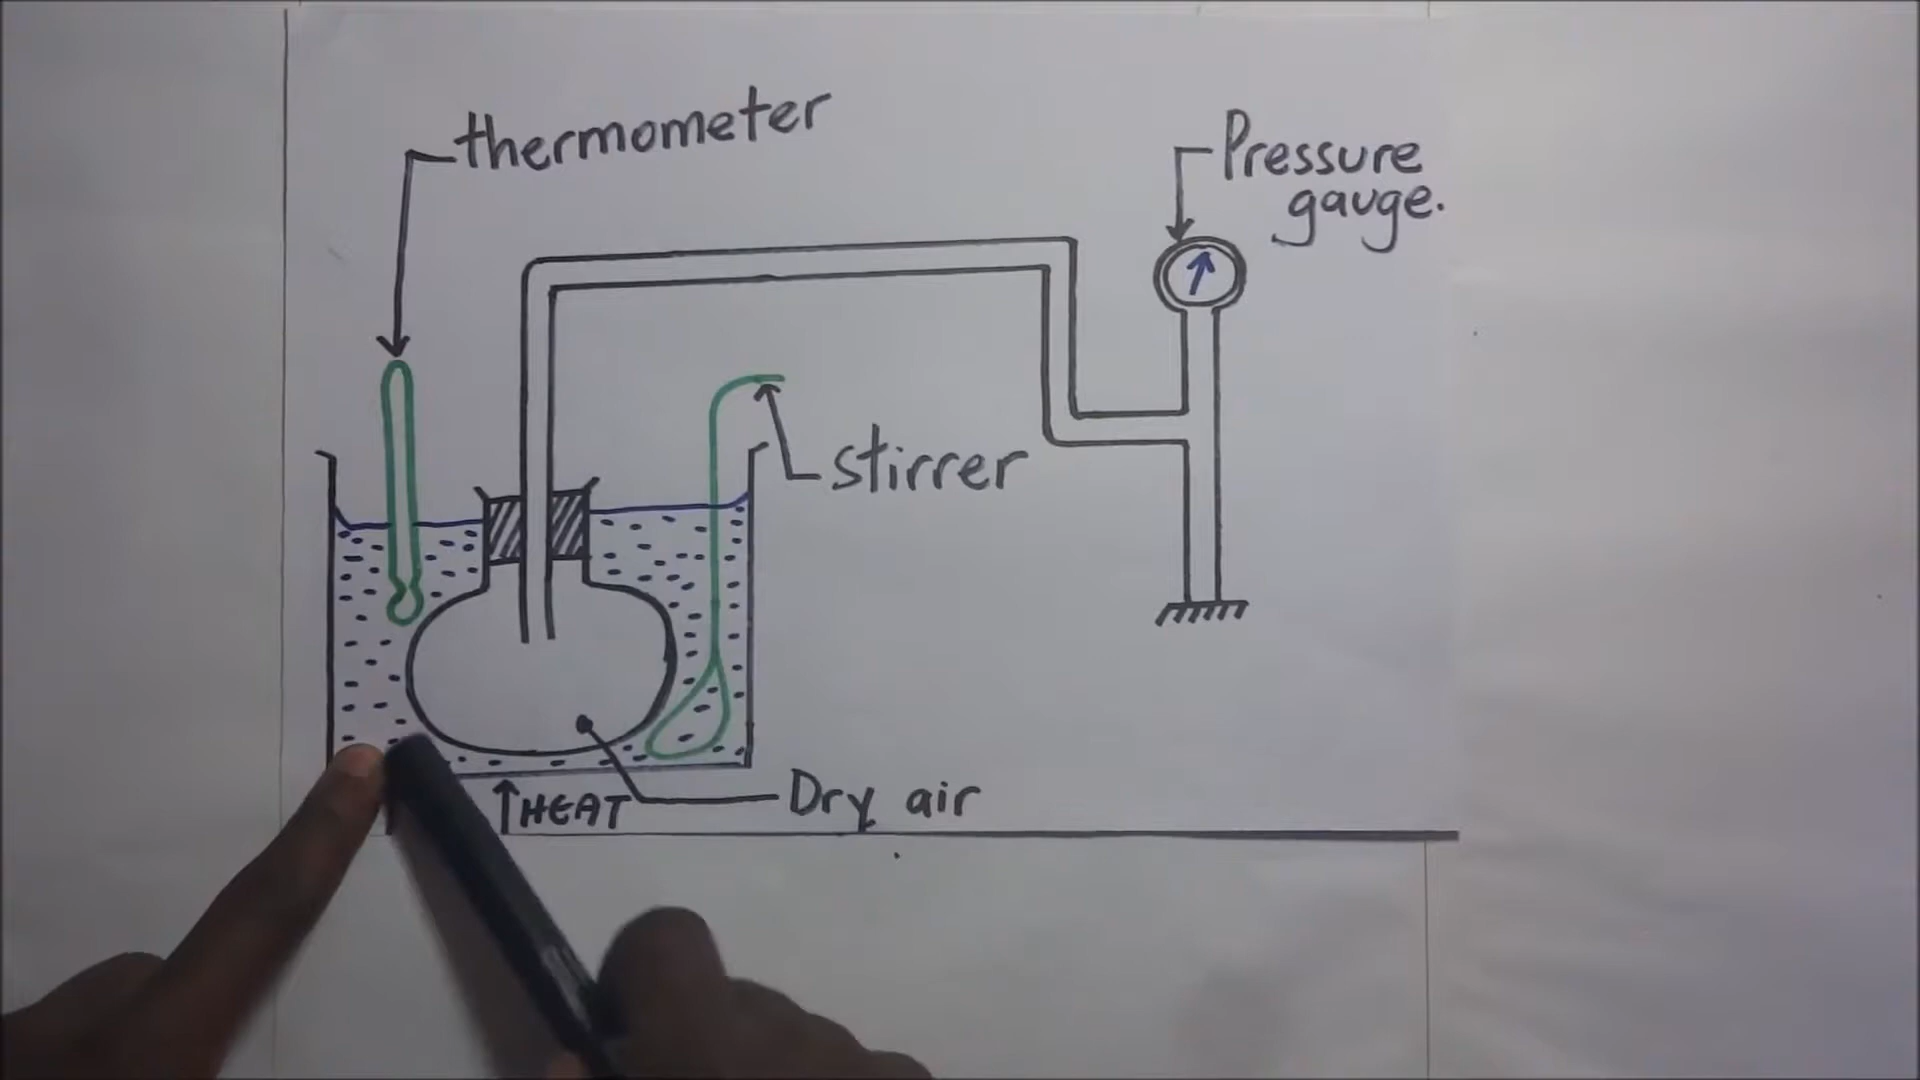 thermometer
Pressure
gauge.
stirrer
HEAT
Dry air